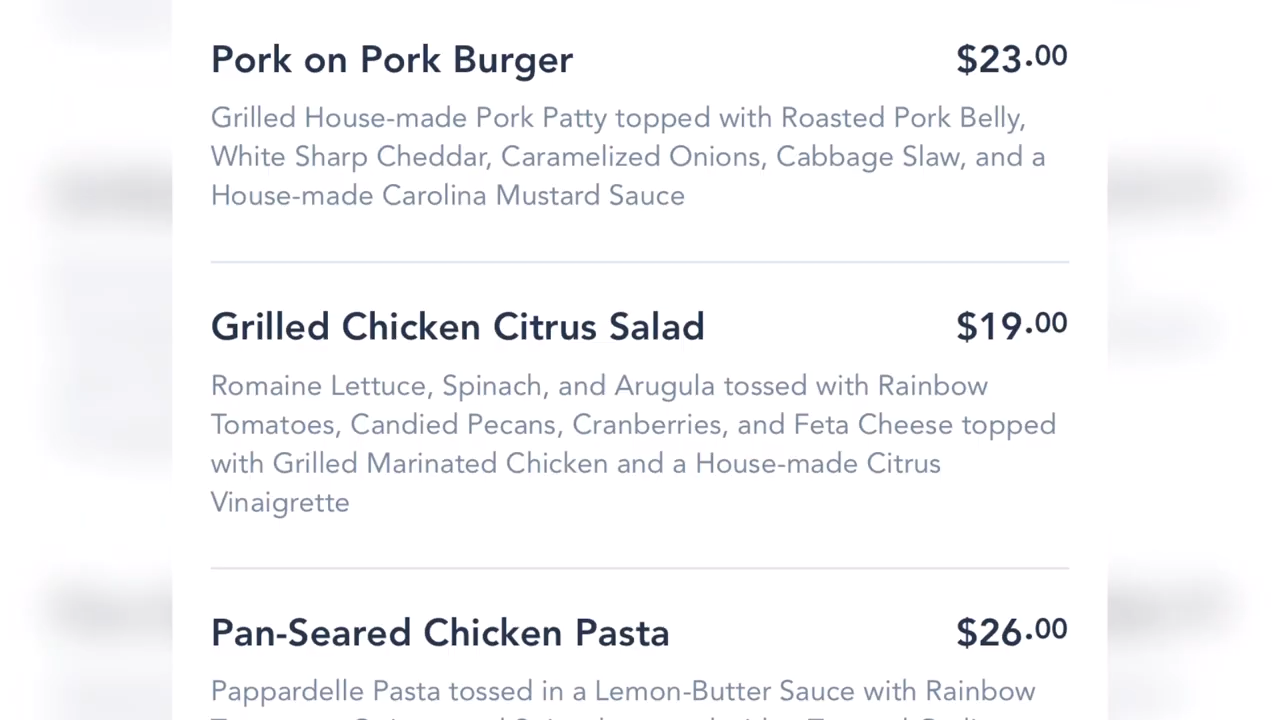 Pork on Pork Burger $23.00
Grilled House-made Pork Patty topped with Roasted Pork Belly,
White Sharp Cheddar, Caramelized Onions, Cabbage Slaw, and a
House-made Carolina Mustard Sauce
Grilled Chicken Citrus Salad $19.00
Romaine Lettuce, Spinach, and Arugula tossed with Rainbow
Tomatoes, Candied Pecans, Cranberries, and Feta Cheese topped
with Grilled Marinated Chicken and a House-made Citrus
Vinaigrette
Pan-Seared Chicken Pasta $26.00
Pappardelle Pasta tossed in a Lemon-Butter Sauce with Rainbow